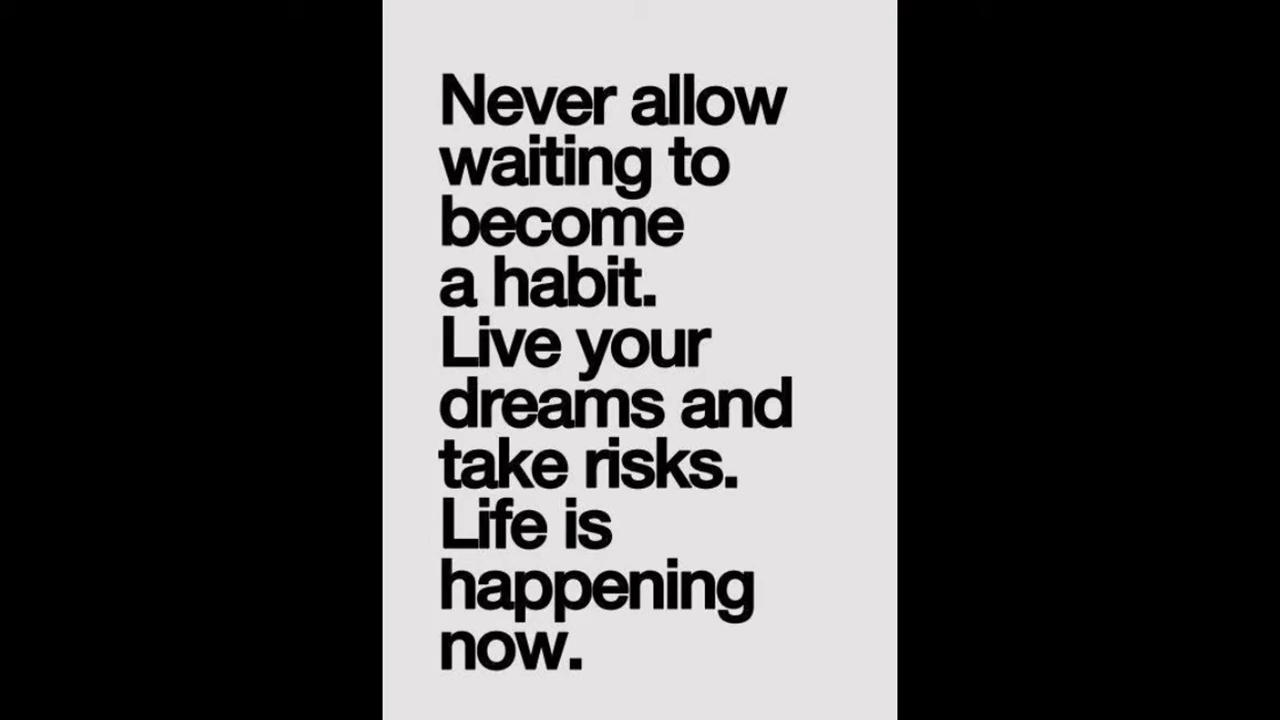 Never allow
waiting to
become
a habit.
Live your
dreams and
take risks.
Life is
happening
now.